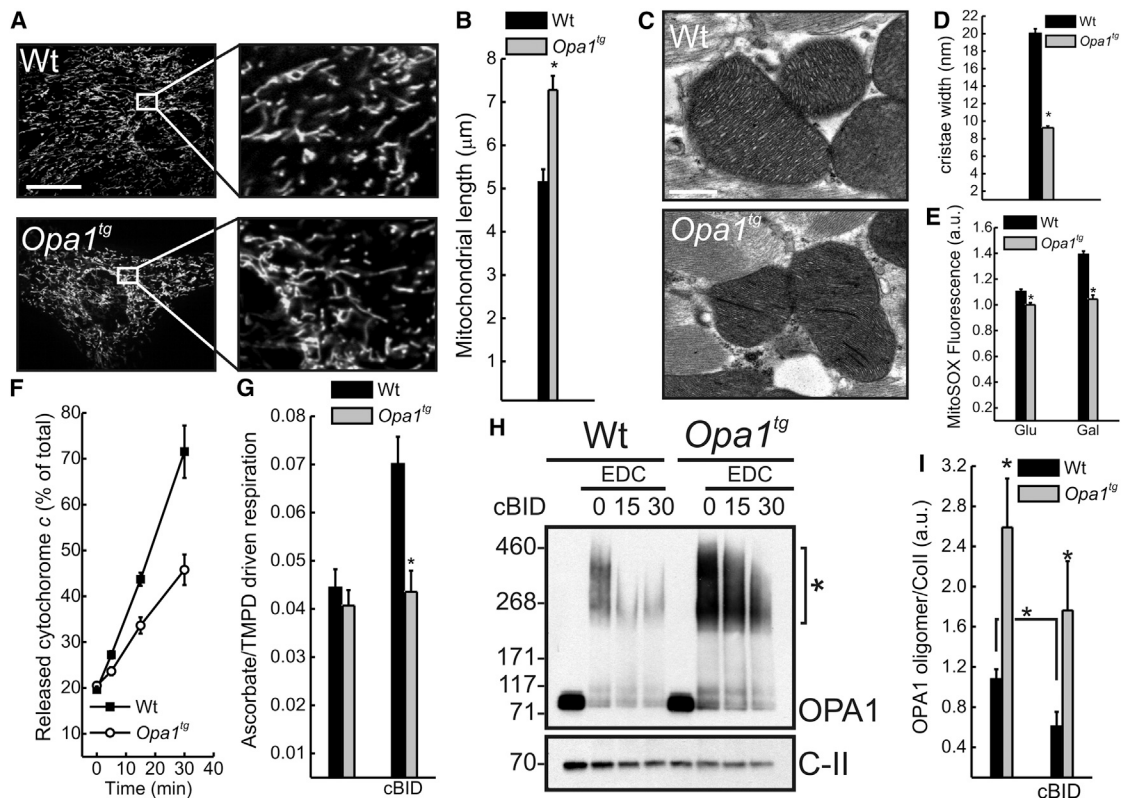 A
Wt
Opa1tg
B
Wt
Opa1tg
*
Mitochondrial length (μm)
8
7
6
5
4
3
2
1
C
Wt
Opa1tg
D
Wt
Opa1tg
*
cristae width (nm)
22
20
18
16
14
12
10
8
6
4
2
E
Wt
Opa1tg
* *
MitoSOX Fluorescence (a.u.)
1.6
1.4
1.2
1.0
0.8
0.6
0.4
0.2
Glu Gal
F
Released cytochorome c (% of total)
80
70
60
50
40
30
20
10
Wt
Opa1tg
0 10 20 30 40
Time (min)
G
Wt
Opa1tg
*
Ascorbate/TMPD driven respiration
0.08
0.07
0.06
0.05
0.04
0.03
0.02
0.01
cBID
H
Wt Opa1tg
EDC EDC
cBID 0 15 30 0 15 30
460-
268-
171-
117-
71-
*
OPA1
70-
C-II
I
Wt
Opa1tg
* * *
OPA1 oligomer/CoII (a.u.)
3.2
2.8
2.4
2.0
1.6
1.2
0.8
0.4
cBID